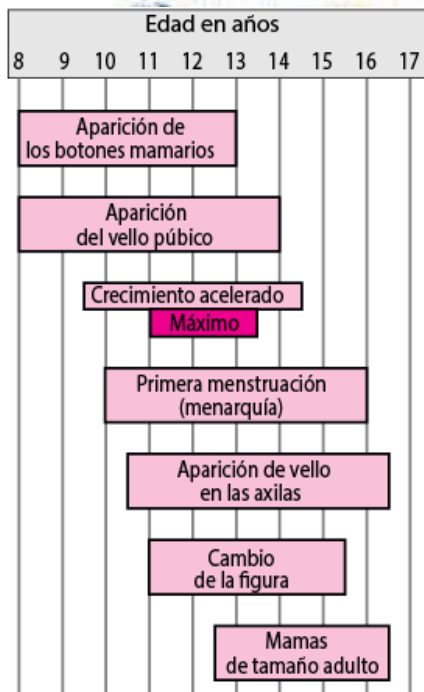 Edad en años
8 9 10 11 12 13 14 15 16 17
Aparición de
los botones mamarios
Aparición
del vello púbico
Crecimiento acelerado
Máximo
Primera menstruación
(menarquía)
Aparición de vello
en las axilas
Cambio
de la figura
Mamas
de tamaño adulto